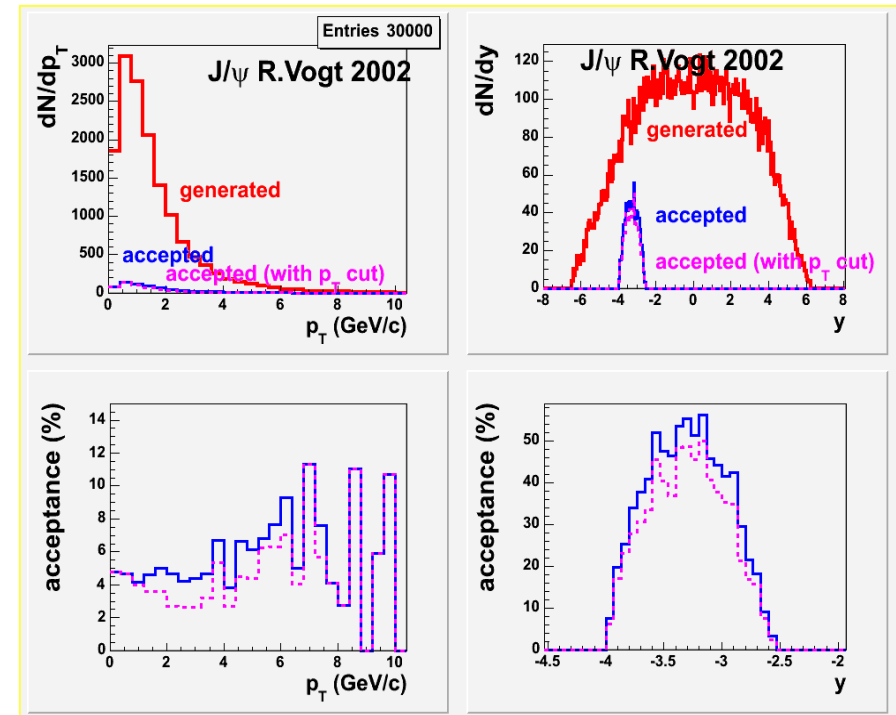 Entries 30000
J/ψ R.Vogt 2002
dN/dp_T
3000
2500
2000
1500
1000
500
0
generated
accepted
accepted (with p_T cut)
0 2 4 6 8 10
p_T (GeV/c)
J/ψ R.Vogt 2002
dN/dy
120
100
80
60
40
20
0
generated
accepted
accepted (with p_T cut)
-8 -6 -4 -2 0 2 4 6 8
y
acceptance (%)
14
12
10
8
6
4
2
0
0 2 4 6 8 10
p_T (GeV/c)
acceptance (%)
50
40
30
20
10
0
-4.5 -4 -3.5 -3 -2.5 -2
y